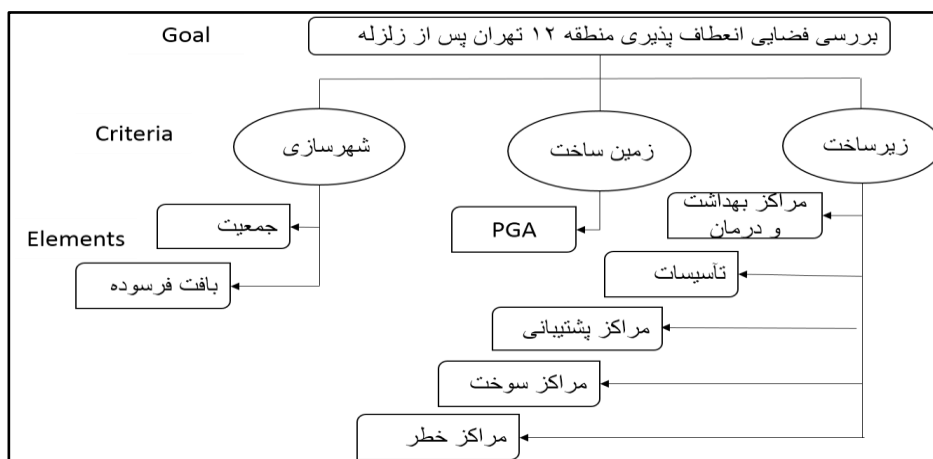 Goal
بررسی فضایی انعطاف پذیری منطقه ۱۲ تهران پس از زلزله
Criteria
زیرساخت
زمین ساخت
شهرسازی
Elements
مراکز بهداشت
و درمان
تآسیسات
مراکز پشتیبانی
مراکز سوخت
مراکز خطر
PGA
جمعیت
بافت فرسوده